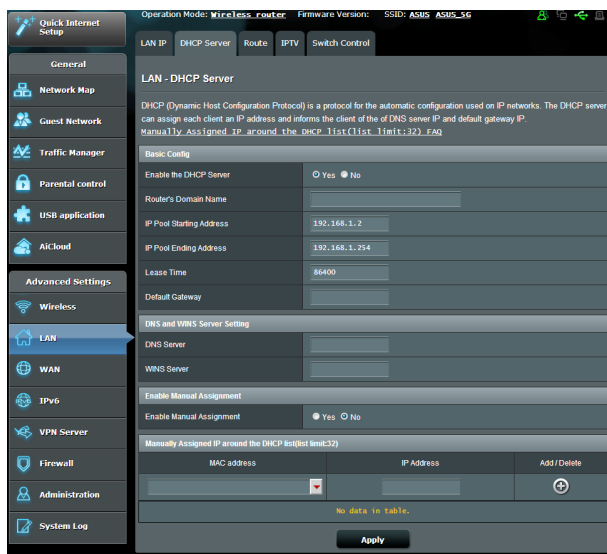 Quick Internet
Setup
General
Network Map
Guest Network
Traffic Manager
Parental control
USB application
AiCloud
Advanced Settings
Wireless
LAN
WAN
IPv6
VPN Server
Firewall
Administration
System Log
Operation Mode: Wireless router Firmware Version: SSID: ASUS ASUS_5G
LAN IP DHCP Server Route IPTV Switch Control
LAN - DHCP Server
DHCP (Dynamic Host Configuration Protocol) is a protocol for the automatic configuration used on IP networks. The DHCP server
can assign each client an IP address and informs the client of the of DNS server IP and default gateway IP.
Manually Assigned IP around the DHCP list(list limit:32) FAQ
Basic Config
Enable the DHCP Server Yes No
Router's Domain Name
IP Pool Starting Address 192.168.1.2
IP Pool Ending Address 192.168.1.254
Lease Time 86400
Default Gateway
DNS and WINS Server Setting
DNS Server
WINS Server
Enable Manual Assignment
Enable Manual Assignment Yes No
Manually Assigned IP around the DHCP list(list limit:32)
MAC address IP Address Add / Delete
No data in table.
Apply